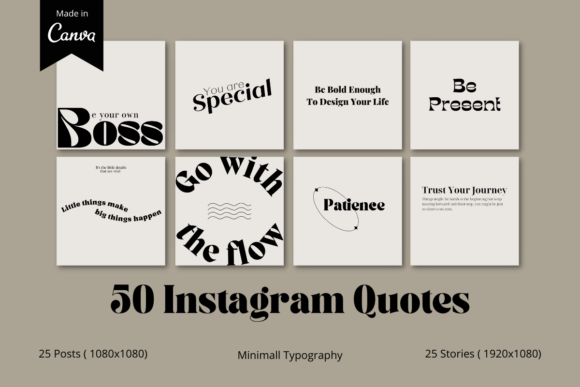 Made in
Canva
Be your own
Boss
You are
Special
Be Bold Enough
To Design Your Life
Be
Present
Little things make
big things happen
Go with
the flow
Patience
Trust Your Journey
50 Instagram Quotes
25 Posts ( 1080x1080)
Minimall Typography
25 Stories ( 1920x1080)